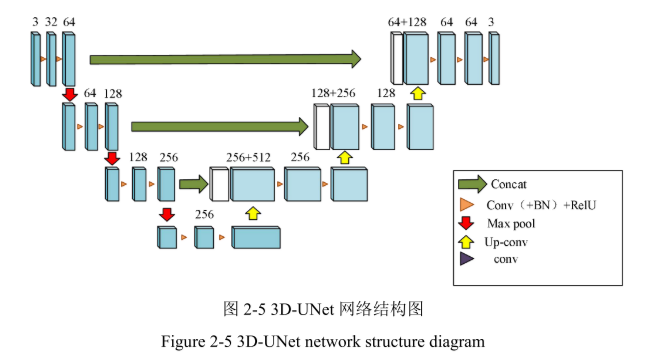 3 32 64
64+128 64 64 3
64 128
128+256 128
128 256
256+512 256
256
Concat
Conv（+BN）+RelU
Max pool
Up-conv
conv
图 2-5 3D-UNet 网络结构图
Figure 2-5 3D-UNet network structure diagram